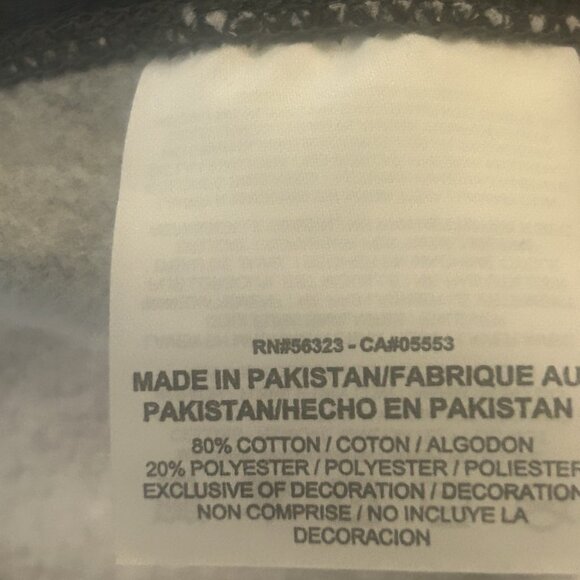 RN#56323 - CA#05553
MADE IN PAKISTAN/FABRIQUE AU
PAKISTAN/HECHO EN PAKISTAN
80% COTTON / COTON / ALGODON
20% POLYESTER / POLYESTER / POLIESTER
EXCLUSIVE OF DECORATION / DECORATION
NON COMPRISE / NO INCLUYE LA
DECORACION